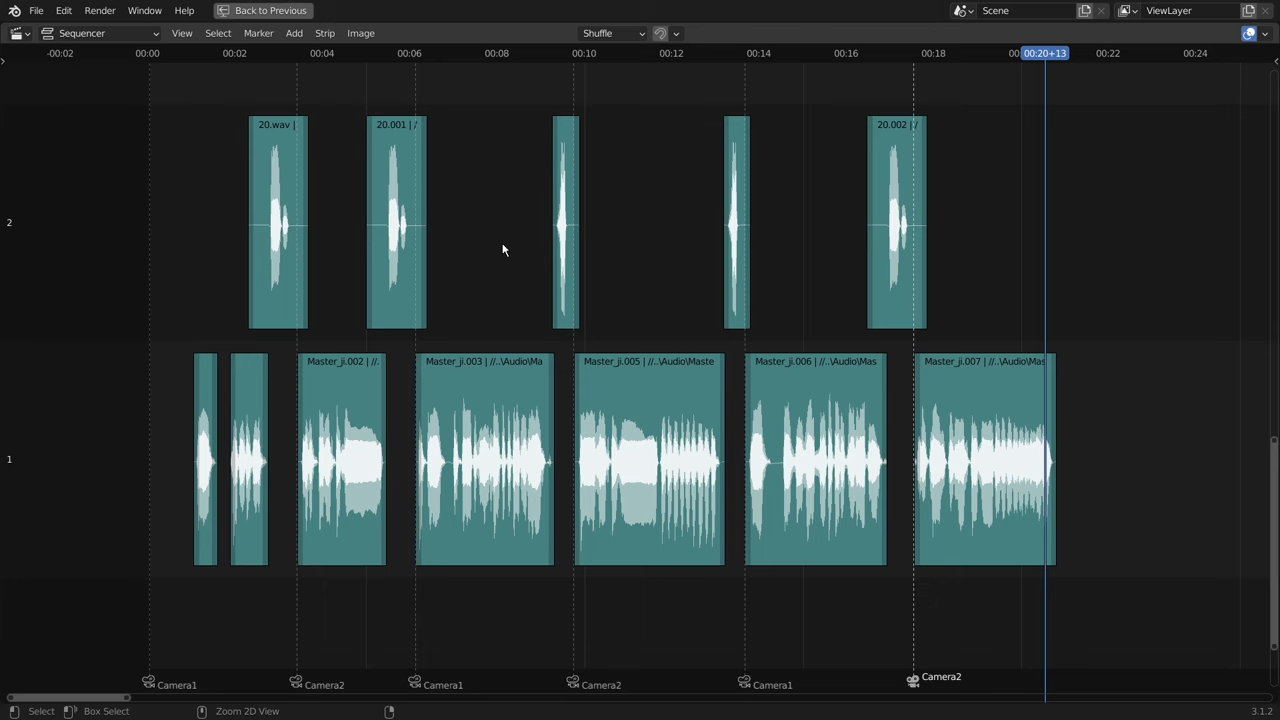 File Edit Render Window Help Back to Previous Scene ViewLayer
Sequencer View Select Marker Add Strip Image Shuffle
-00:02 00:00 00:02 00:04 00:06 00:08 00:10 00:12 00:14 00:16 00:18 00:20+13 00:22 00:24
20.wav | 20.001 | / 20.002 | /
2
Master_ji.002 | //. Master_ji.003 | //..\Audio\Ma Master_ji.005 | //..\Audio\Maste Master_ji.006 | //..\Audio\Mas Master_ji.007 | //..\Audio\Mas
1
Camera1 Camera2 Camera1 Camera2 Camera1 Camera2
Select Box Select Zoom 2D View 3.1.2